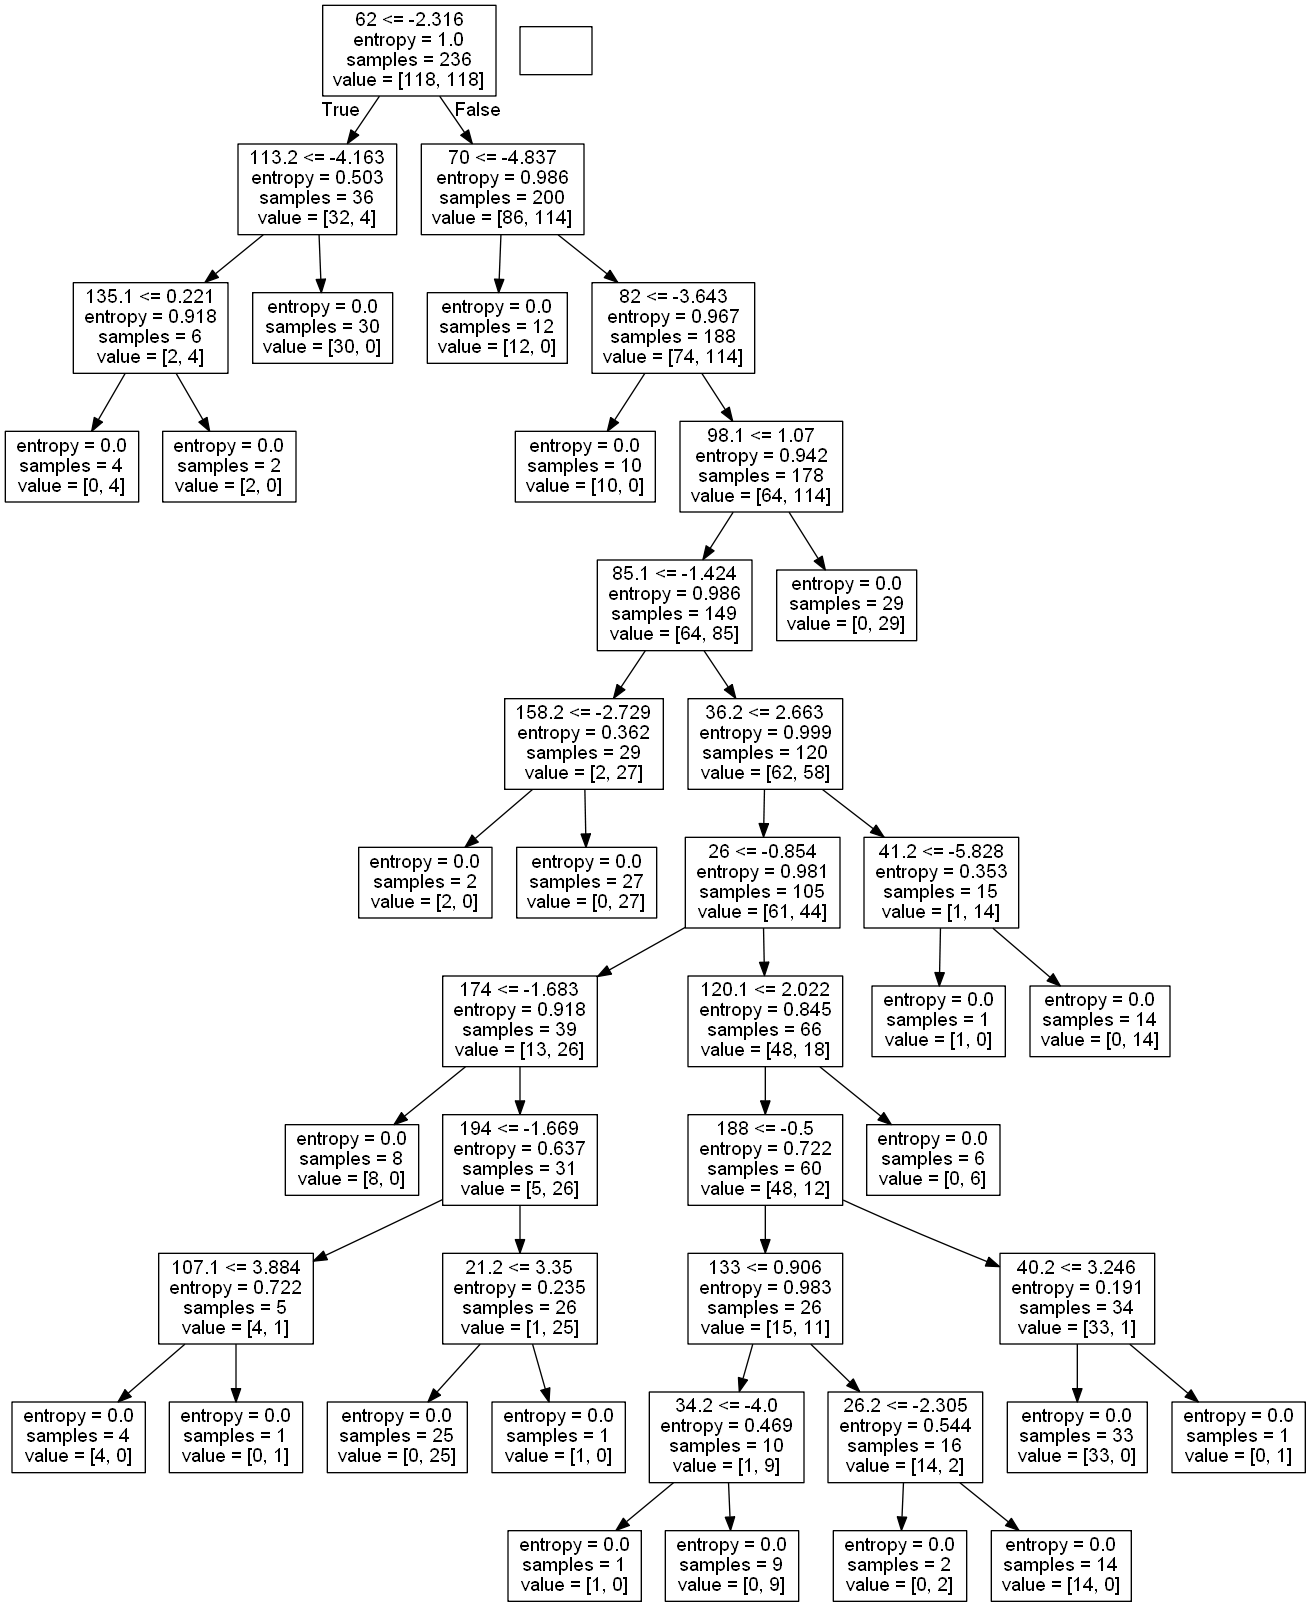 62 <= -2.316
entropy = 1.0
samples = 236
value = [118, 118]
True
False
113.2 <= -4.163
entropy = 0.503
samples = 36
value = [32, 4]
70 <= -4.837
entropy = 0.986
samples = 200
value = [86, 114]
135.1 <= 0.221
entropy = 0.918
samples = 6
value = [2, 4]
entropy = 0.0
samples = 30
value = [30, 0]
entropy = 0.0
samples = 12
value = [12, 0]
82 <= -3.643
entropy = 0.967
samples = 188
value = [74, 114]
entropy = 0.0
samples = 4
value = [0, 4]
entropy = 0.0
samples = 2
value = [2, 0]
entropy = 0.0
samples = 10
value = [10, 0]
98.1 <= 1.07
entropy = 0.942
samples = 178
value = [64, 114]
85.1 <= -1.424
entropy = 0.986
samples = 149
value = [64, 85]
entropy = 0.0
samples = 29
value = [0, 29]
158.2 <= -2.729
entropy = 0.362
samples = 29
value = [2, 27]
36.2 <= 2.663
entropy = 0.999
samples = 120
value = [62, 58]
entropy = 0.0
samples = 2
value = [2, 0]
entropy = 0.0
samples = 27
value = [0, 27]
26 <= -0.854
entropy = 0.981
samples = 105
value = [61, 44]
41.2 <= -5.828
entropy = 0.353
samples = 15
value = [1, 14]
174 <= -1.683
entropy = 0.918
samples = 39
value = [13, 26]
120.1 <= 2.022
entropy = 0.845
samples = 66
value = [48, 18]
entropy = 0.0
samples = 1
value = [1, 0]
entropy = 0.0
samples = 14
value = [0, 14]
entropy = 0.0
samples = 8
value = [8, 0]
194 <= -1.669
entropy = 0.637
samples = 31
value = [5, 26]
188 <= -0.5
entropy = 0.722
samples = 60
value = [48, 12]
entropy = 0.0
samples = 6
value = [0, 6]
107.1 <= 3.884
entropy = 0.722
samples = 5
value = [4, 1]
21.2 <= 3.35
entropy = 0.235
samples = 26
value = [1, 25]
133 <= 0.906
entropy = 0.983
samples = 26
value = [15, 11]
40.2 <= 3.246
entropy = 0.191
samples = 34
value = [33, 1]
entropy = 0.0
samples = 4
value = [4, 0]
entropy = 0.0
samples = 1
value = [0, 1]
entropy = 0.0
samples = 25
value = [0, 25]
entropy = 0.0
samples = 1
value = [1, 0]
34.2 <= -4.0
entropy = 0.469
samples = 10
value = [1, 9]
26.2 <= -2.305
entropy = 0.544
samples = 16
value = [14, 2]
entropy = 0.0
samples = 33
value = [33, 0]
entropy = 0.0
samples = 1
value = [0, 1]
entropy = 0.0
samples = 1
value = [1, 0]
entropy = 0.0
samples = 9
value = [0, 9]
entropy = 0.0
samples = 2
value = [0, 2]
entropy = 0.0
samples = 14
value = [14, 0]